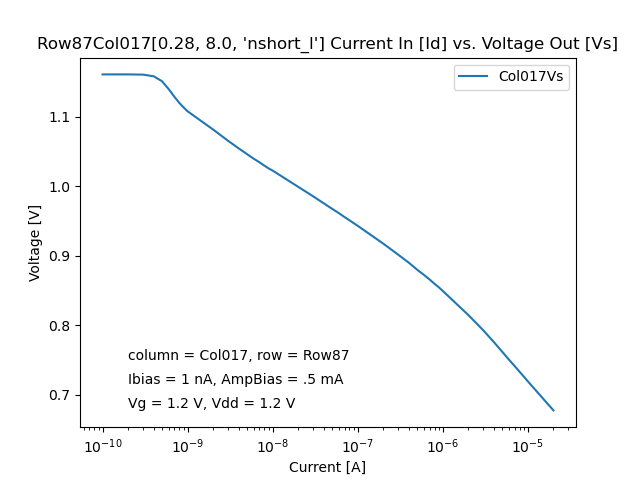 Row87Col017[0.28, 8.0, 'nshort_l'] Current In [Id] vs. Voltage Out [Vs]
Col017Vs
1.1
1.0
0.9
0.8
0.7
Voltage [V]
column = Col017, row = Row87
Ibias = 1 nA, AmpBias = .5 mA
Vg = 1.2 V, Vdd = 1.2 V
10⁻¹⁰ 10⁻⁹ 10⁻⁸ 10⁻⁷ 10⁻⁶ 10⁻⁵
Current [A]